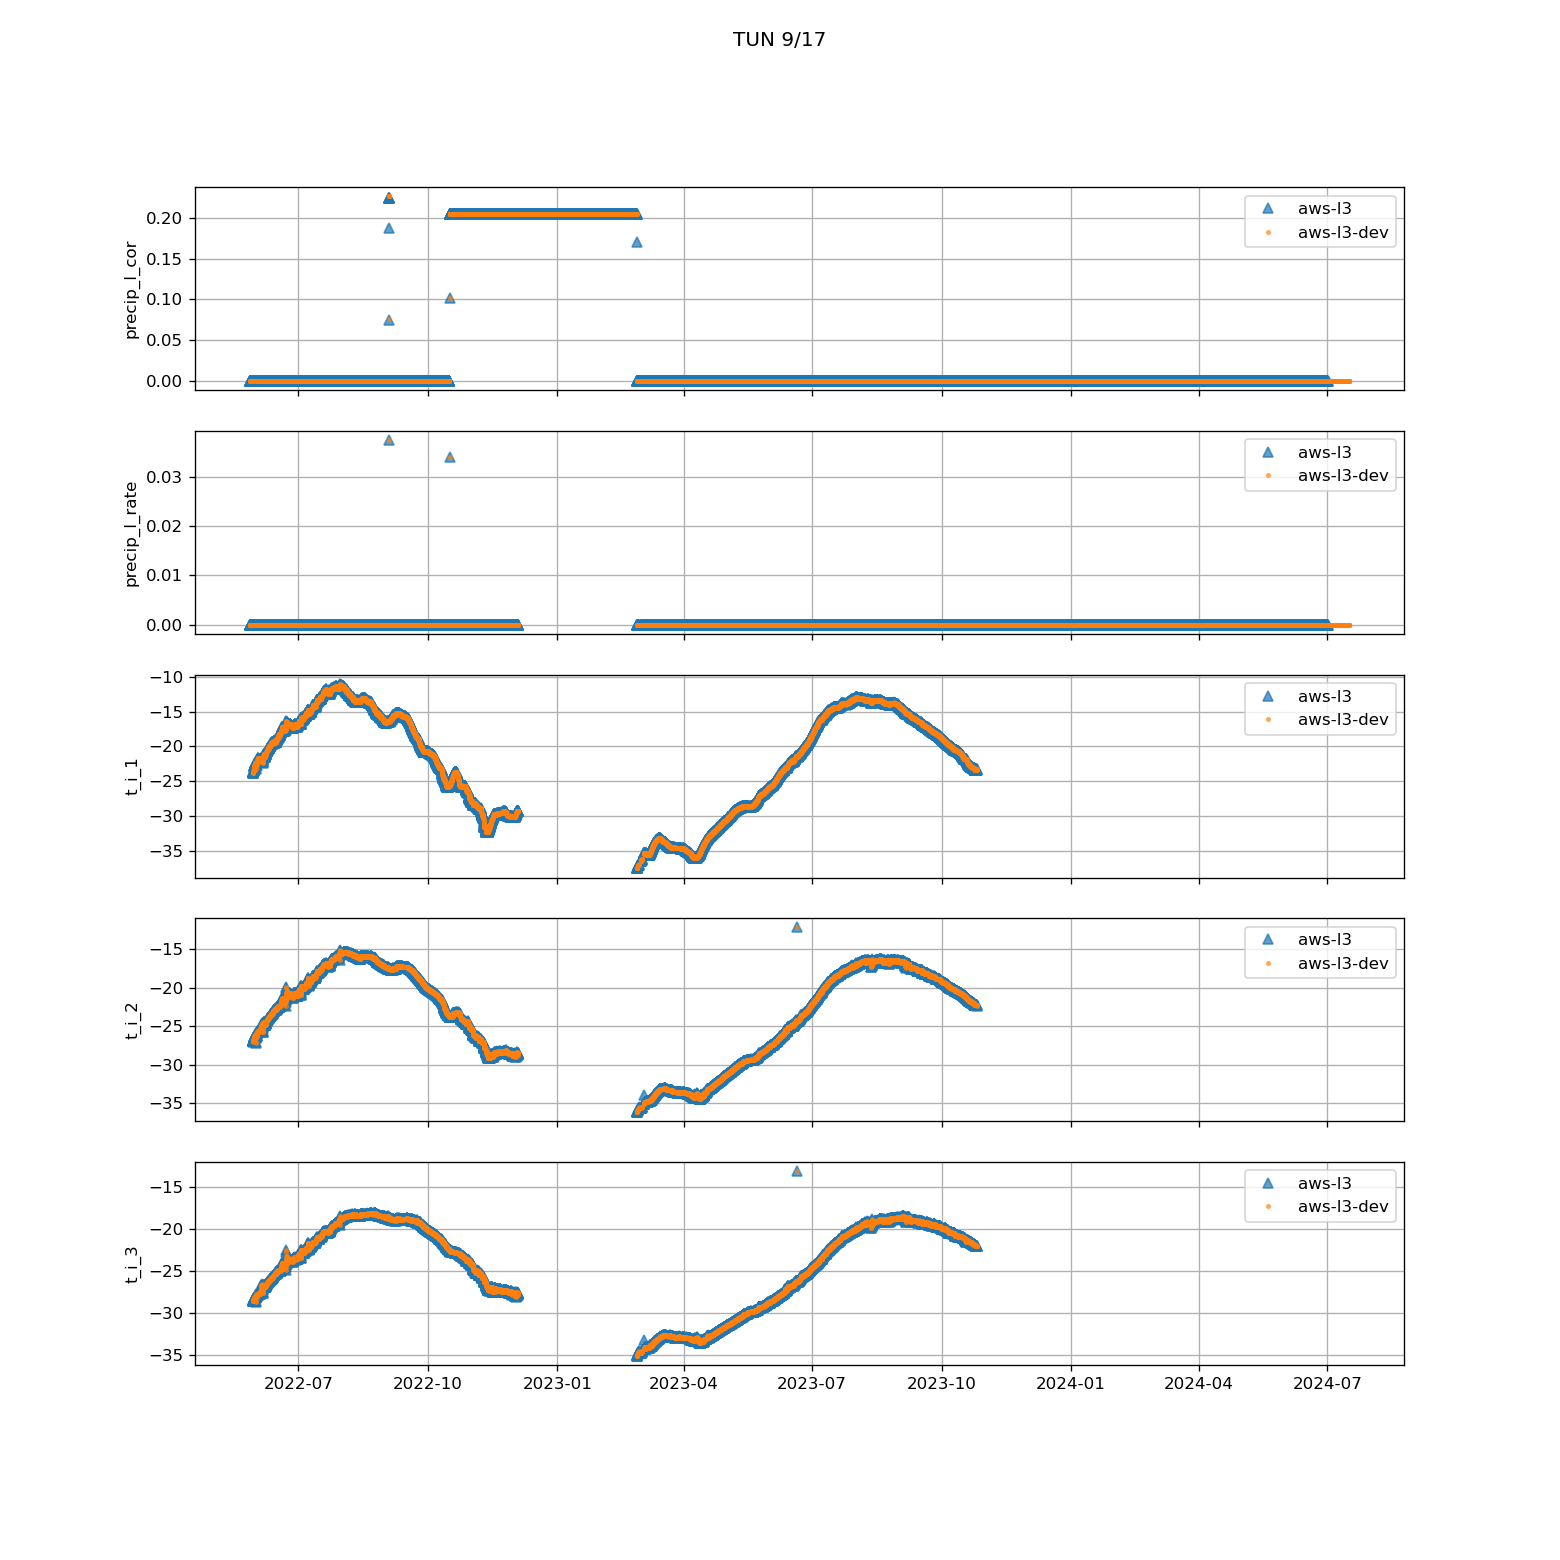 TUN 9/17
precip_l_cor
0.20
0.15
0.10
0.05
0.00
aws-l3
aws-l3-dev
precip_l_rate
0.03
0.02
0.01
0.00
aws-l3
aws-l3-dev
t_i_1
−10
−15
−20
−25
−30
−35
aws-l3
aws-l3-dev
t_i_2
−15
−20
−25
−30
−35
aws-l3
aws-l3-dev
t_i_3
−15
−20
−25
−30
−35
aws-l3
aws-l3-dev
2022-07 2022-10 2023-01 2023-04 2023-07 2023-10 2024-01 2024-04 2024-07